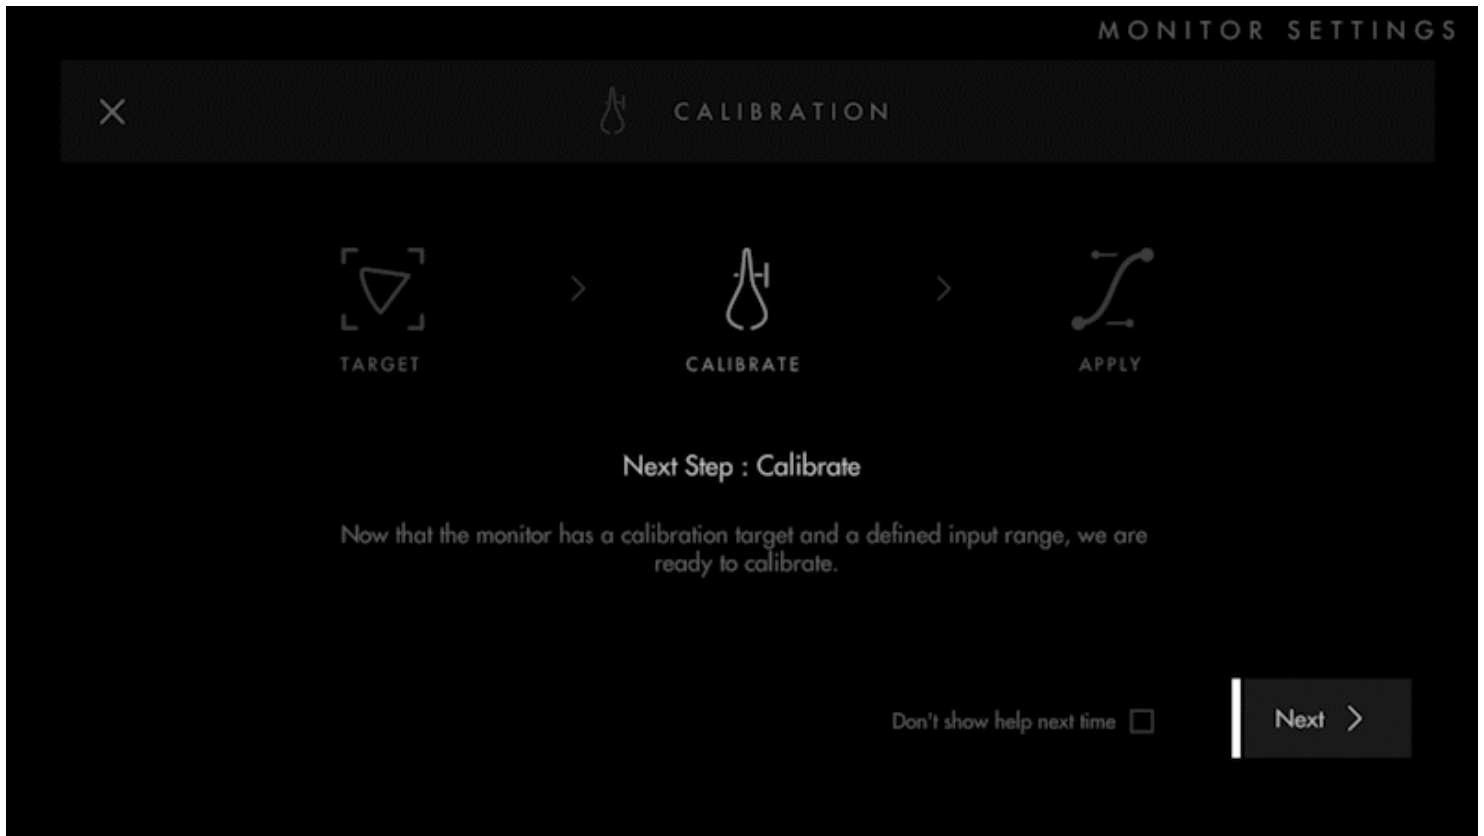 MONITOR SETTINGS
CALIBRATION
TARGET
CALIBRATE
APPLY
Next Step : Calibrate
Now that the monitor has a calibration target and a defined input range, we are
ready to calibrate.
Don't show help next time
Next